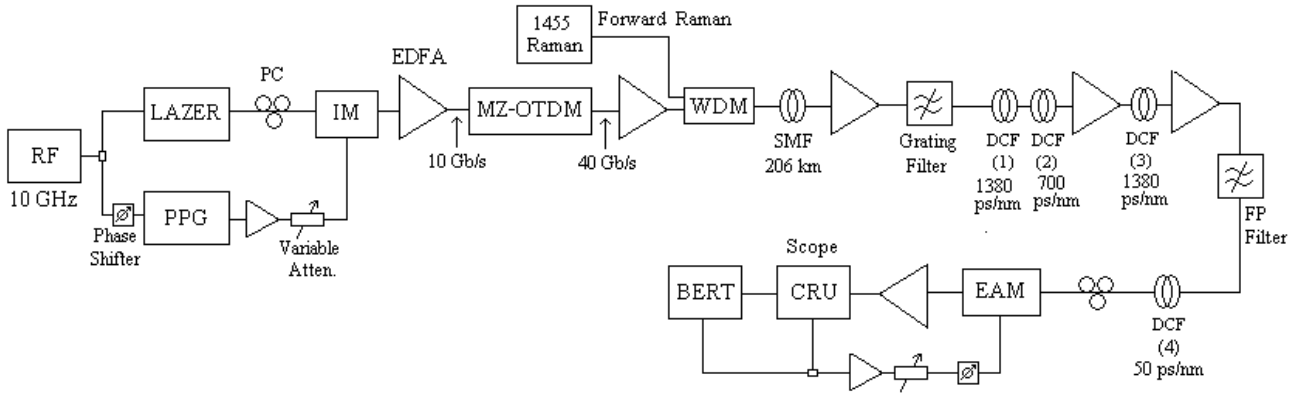 1455
Raman
Forward Raman
EDFA
PC
LAZER
IM
MZ-OTDM
WDM
RF
10 GHz
10 Gb/s
40 Gb/s
SMF
206 km
Grating
Filter
DCF
(1)
1380
ps/nm
DCF
(2)
700
ps/nm
DCF
(3)
1380
ps/nm
FP
Filter
Phase
Shifter
PPG
Variable
Atten.
Scope
BERT
CRU
EAM
DCF
(4)
50 ps/nm